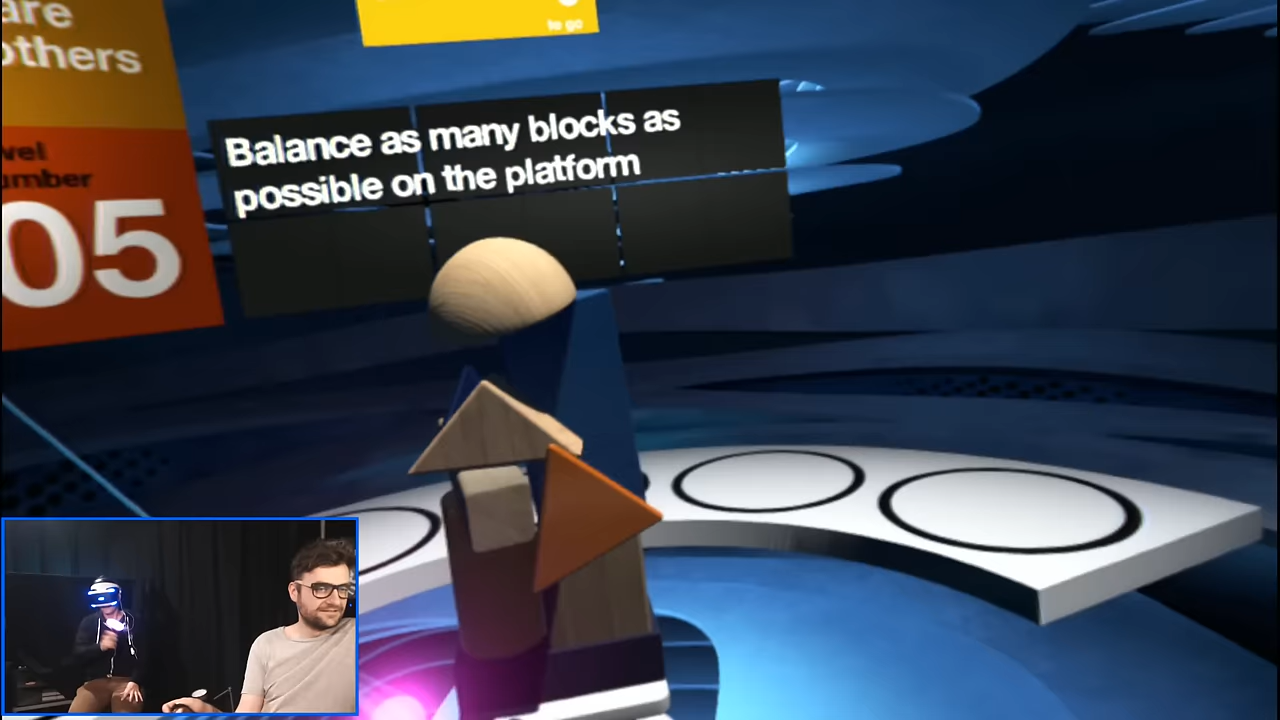 are
others
to go
Balance as many blocks as
possible on the platform
vel
umber
05